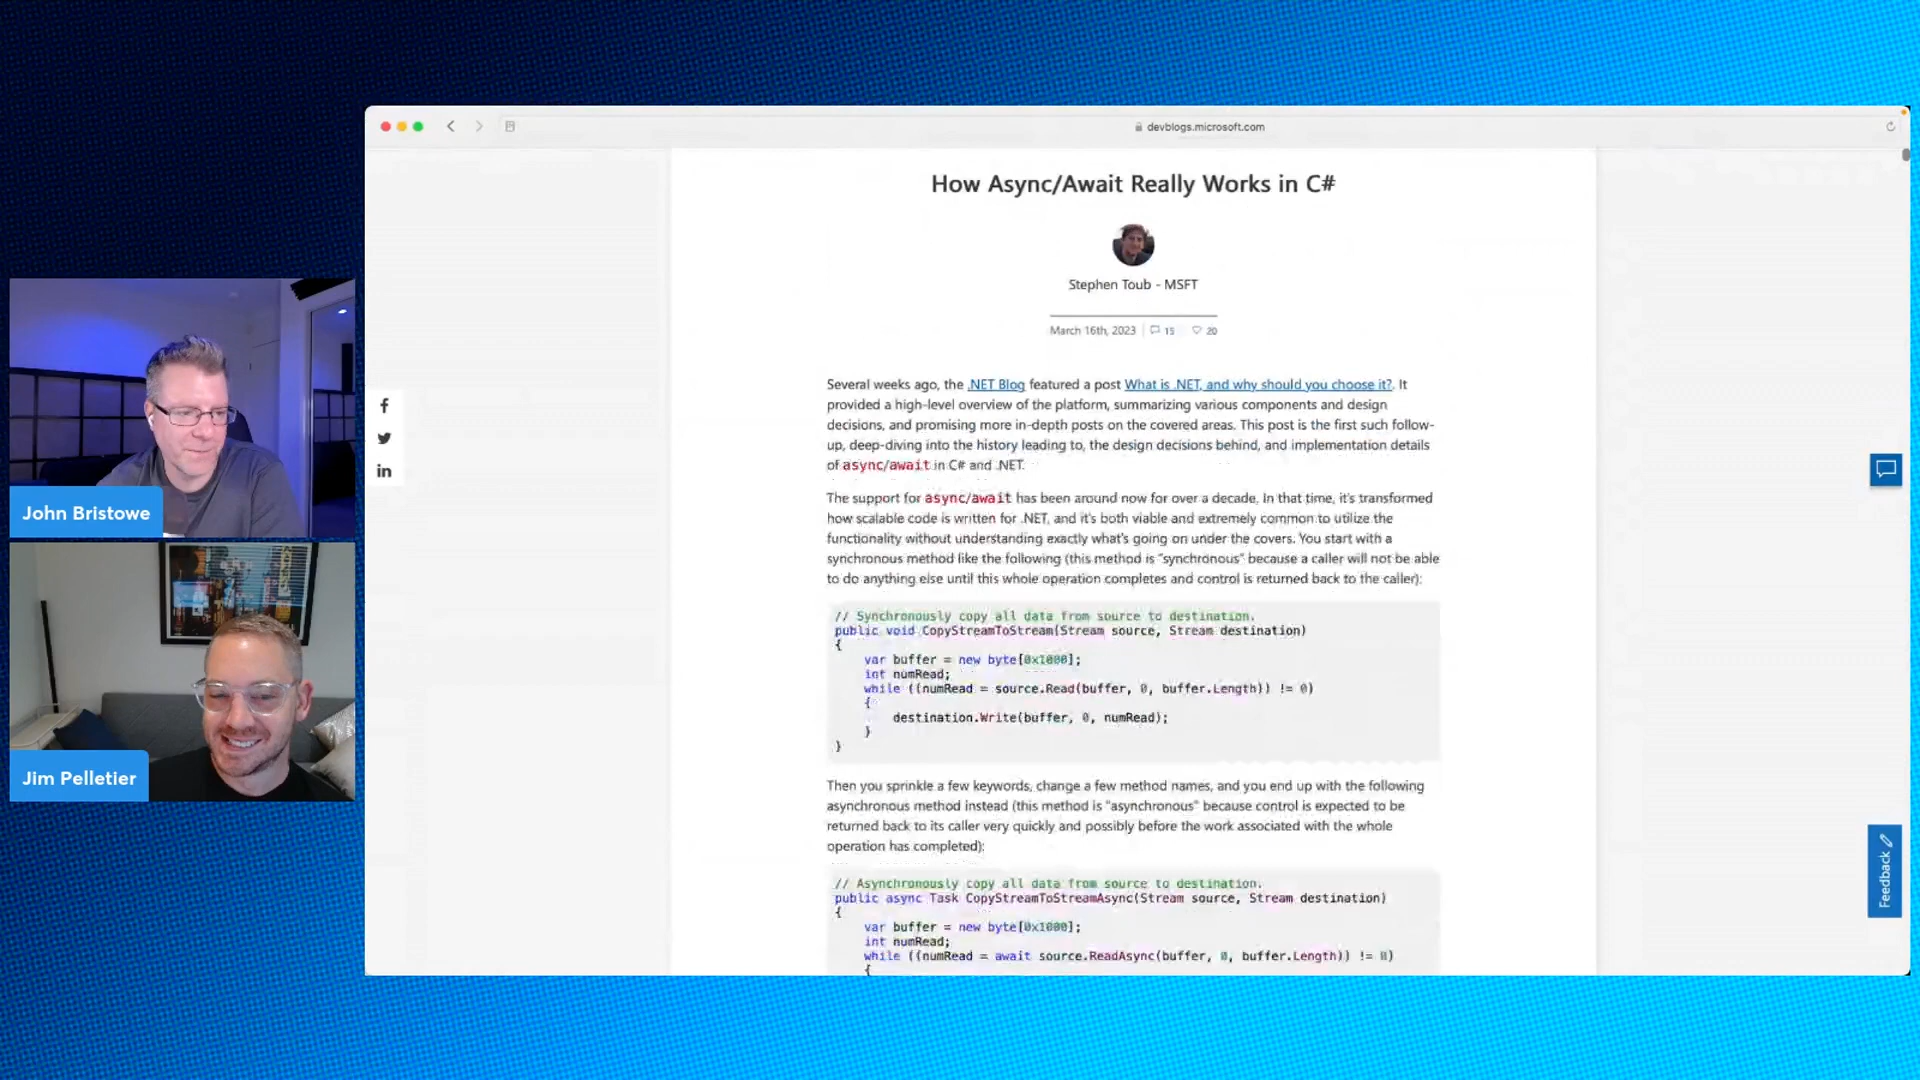 devblogs.microsoft.com
How Async/Await Really Works in C#
Stephen Toub - MSFT
March 16th, 2023 15 20
Several weeks ago, the .NET Blog featured a post What is .NET, and why should you choose it?. It
provided a high-level overview of the platform, summarizing various components and design
decisions, and promising more in-depth posts on the covered areas. This post is the first such follow-
up, deep-diving into the history leading to, the design decisions behind, and implementation details
of async/await in C# and .NET.
The support for async/await has been around now for over a decade. In that time, it's transformed
how scalable code is written for .NET, and it's both viable and extremely common to utilize the
functionality without understanding exactly what's going on under the covers. You start with a
synchronous method like the following (this method is "synchronous" because a caller will not be able
to do anything else until this whole operation completes and control is returned back to the caller):
// Synchronously copy all data from source to destination.
public void CopyStreamToStream(Stream source, Stream destination)
{
var buffer = new byte[0x1000];
int numRead;
while ((numRead = source.Read(buffer, 0, buffer.Length)) != 0)
{
destination.Write(buffer, 0, numRead);
}
}
Then you sprinkle a few keywords, change a few method names, and you end up with the following
asynchronous method instead (this method is "asynchronous" because control is expected to be
returned back to its caller very quickly and possibly before the work associated with the whole
operation has completed):
// Asynchronously copy all data from source to destination.
public async Task CopyStreamToStreamAsync(Stream source, Stream destination)
{
var buffer = new byte[0x1000];
int numRead;
while ((numRead = await source.ReadAsync(buffer, 0, buffer.Length)) != 0)
{
Feedback
John Bristowe
Jim Pelletier